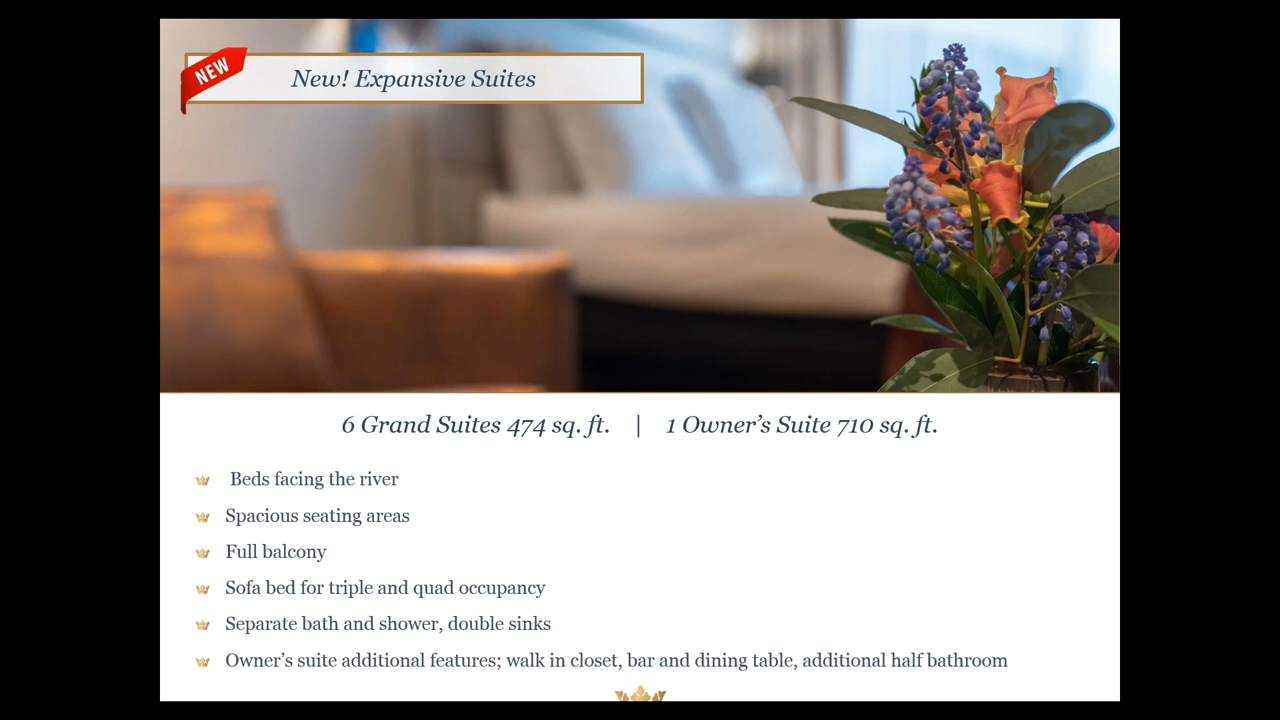 NEW
New! Expansive Suites
6 Grand Suites 474 sq. ft. | 1 Owner’s Suite 710 sq. ft.
Beds facing the river
Spacious seating areas
Full balcony
Sofa bed for triple and quad occupancy
Separate bath and shower, double sinks
Owner’s suite additional features; walk in closet, bar and dining table, additional half bathroom